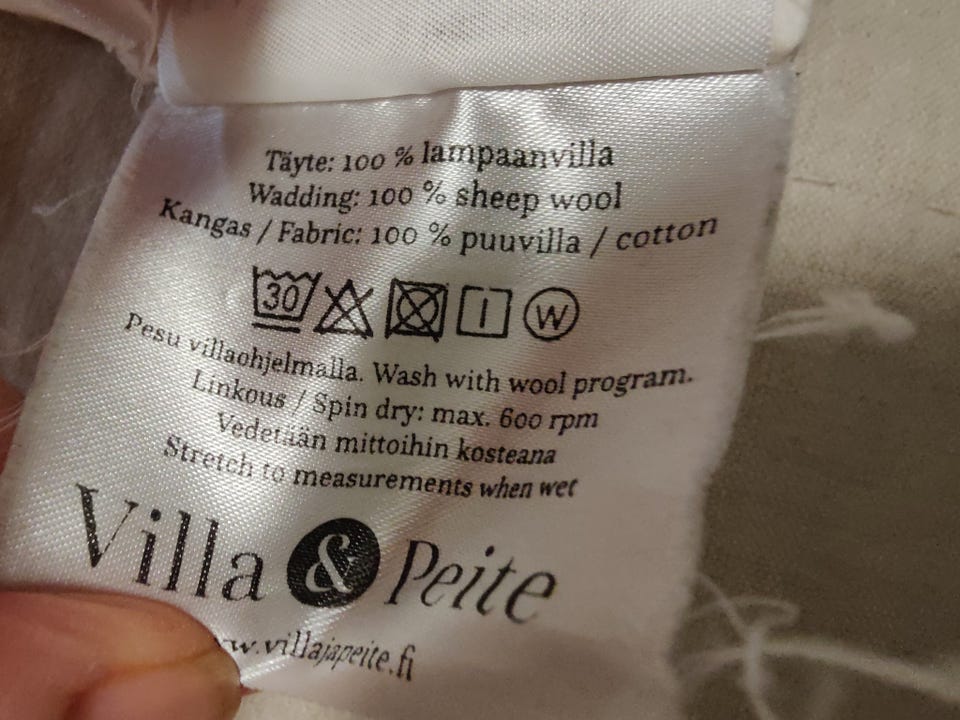 Täyte: 100 % lampaanvilla
Wadding: 100 % sheep wool
Kangas / Fabric: 100 % puuvilla / cotton
30 I W
Pesu villaohjelmalla. Wash with wool program.
Linkous / Spin dry: max. 600 rpm
Vedetään mittoihin kosteana
Stretch to measurements when wet
Villa & Peite
w.villajapeite.fi